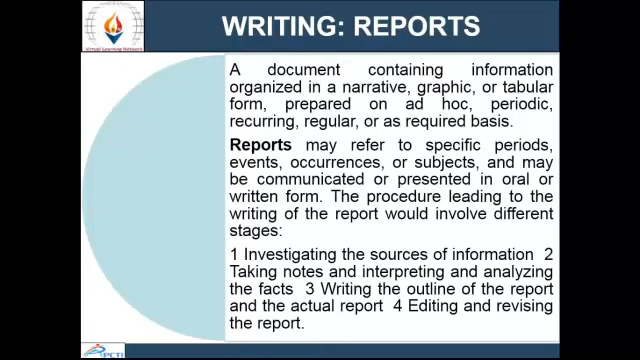 WRITING: REPORTS
Virtual Learning Network
A document containing information
organized in a narrative, graphic, or tabular
form, prepared on ad hoc, periodic,
recurring, regular, or as required basis.
Reports may refer to specific periods,
events, occurrences, or subjects, and may
be communicated or presented in oral or
written form. The procedure leading to the
writing of the report would involve different
stages:
1 Investigating the sources of information 2
Taking notes and interpreting and analyzing
the facts 3 Writing the outline of the report
and the actual report 4 Editing and revising
the report.
PCTI